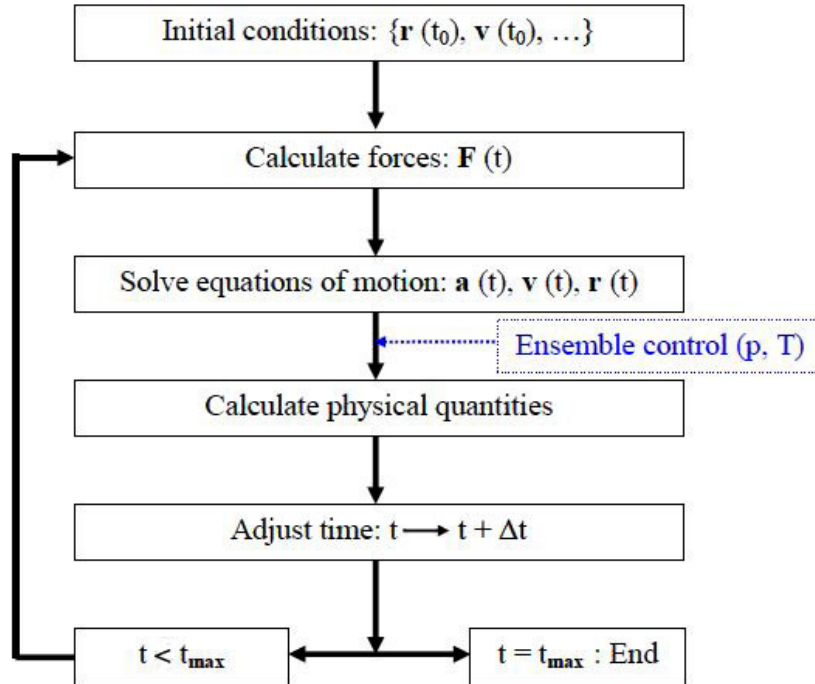 Initial conditions: {r (t₀), v (t₀), …}
Calculate forces: F (t)
Solve equations of motion: a (t), v (t), r (t)
Ensemble control (p, T)
Calculate physical quantities
Adjust time: t ⟶ t + Δt
t < tₘₐₓ
t = tₘₐₓ : End